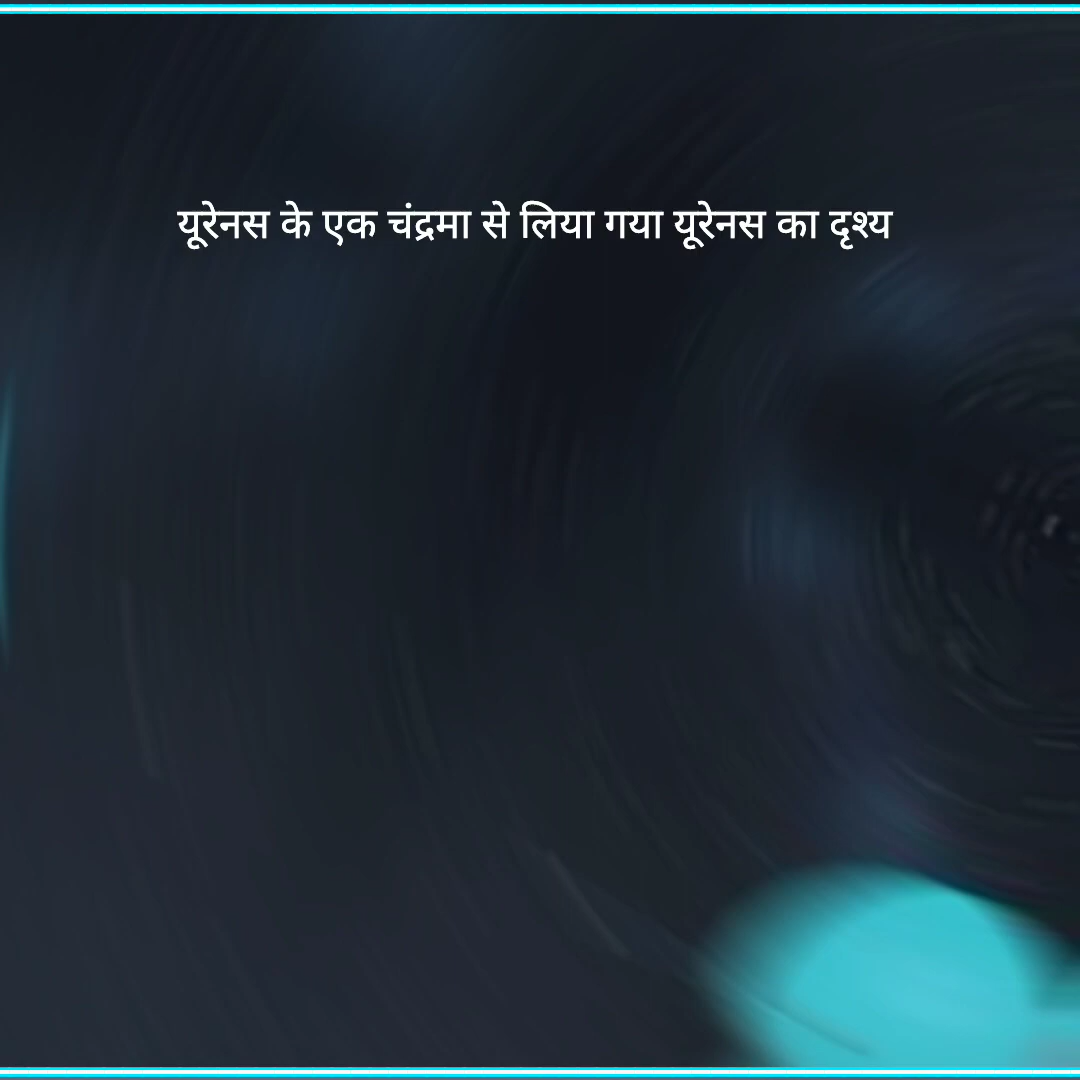 यूरेनस के एक चंद्रमा से लिया गया यूरेनस का दृश्य